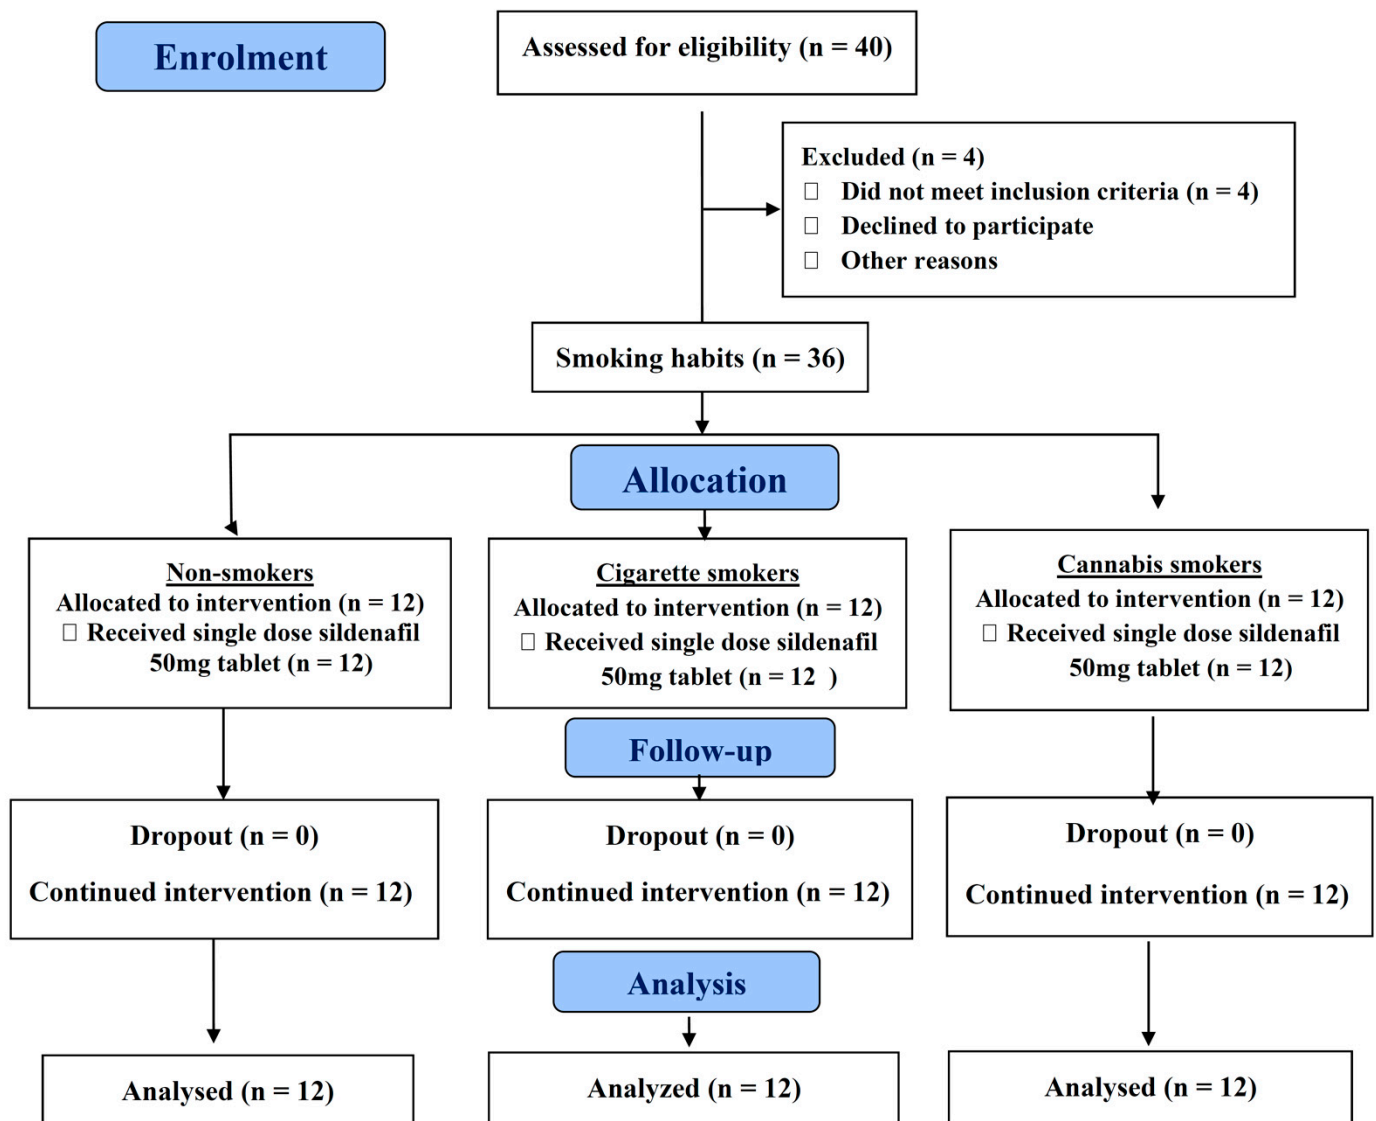 Enrolment
Assessed for eligibility (n = 40)
Excluded (n = 4)
□ Did not meet inclusion criteria (n = 4)
□ Declined to participate
□ Other reasons
Smoking habits (n = 36)
Allocation
Non-smokers
Allocated to intervention (n = 12)
□ Received single dose sildenafil
50mg tablet (n = 12)
Cigarette smokers
Allocated to intervention (n = 12)
□ Received single dose sildenafil
50mg tablet (n = 12 )
Cannabis smokers
Allocated to intervention (n = 12)
□ Received single dose sildenafil
50mg tablet (n = 12)
Follow-up
Dropout (n = 0)
Continued intervention (n = 12)
Dropout (n = 0)
Continued intervention (n = 12)
Dropout (n = 0)
Continued intervention (n = 12)
Analysis
Analysed (n = 12)
Analyzed (n = 12)
Analysed (n = 12)